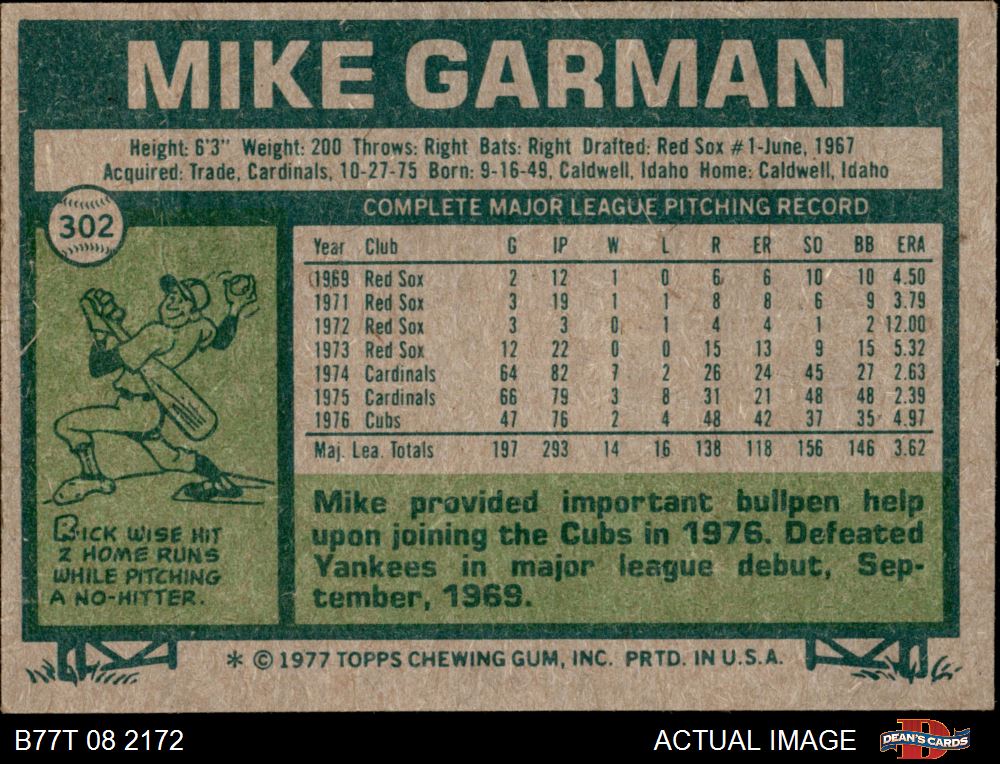 MIKE GARMAN
Height: 6'3" Weight: 200 Throws: Right Bats: Right Drafted: Red Sox #1-June, 1967
Acquired: Trade, Cardinals, 10-27-75 Born: 9-16-49, Caldwell, Idaho Home: Caldwell, Idaho
302
COMPLETE MAJOR LEAGUE PITCHING RECORD
Year Club G IP W L R ER SO BB ERA
1969 Red Sox 2 12 1 0 6 6 10 10 4.50
1971 Red Sox 3 19 1 1 8 8 6 9 3.79
1972 Red Sox 3 3 0 1 4 4 1 2 12.00
1973 Red Sox 12 22 0 0 15 13 9 15 5.32
1974 Cardinals 64 82 7 2 26 24 45 27 2.63
1975 Cardinals 66 79 3 8 31 21 48 48 2.39
1976 Cubs 47 76 2 4 48 42 37 35 4.97
Maj. Lea. Totals 197 293 14 16 138 118 156 146 3.62
RICK WISE HIT
2 HOME RUNS
WHILE PITCHING
A NO-HITTER.
Mike provided important bullpen help
upon joining the Cubs in 1976. Defeated
Yankees in major league debut, Sep-
tember, 1969.
* © 1977 TOPPS CHEWING GUM, INC. PRTD. IN U.S.A.
B77T 08 2172
ACTUAL IMAGE
D
DEAN'S CARDS